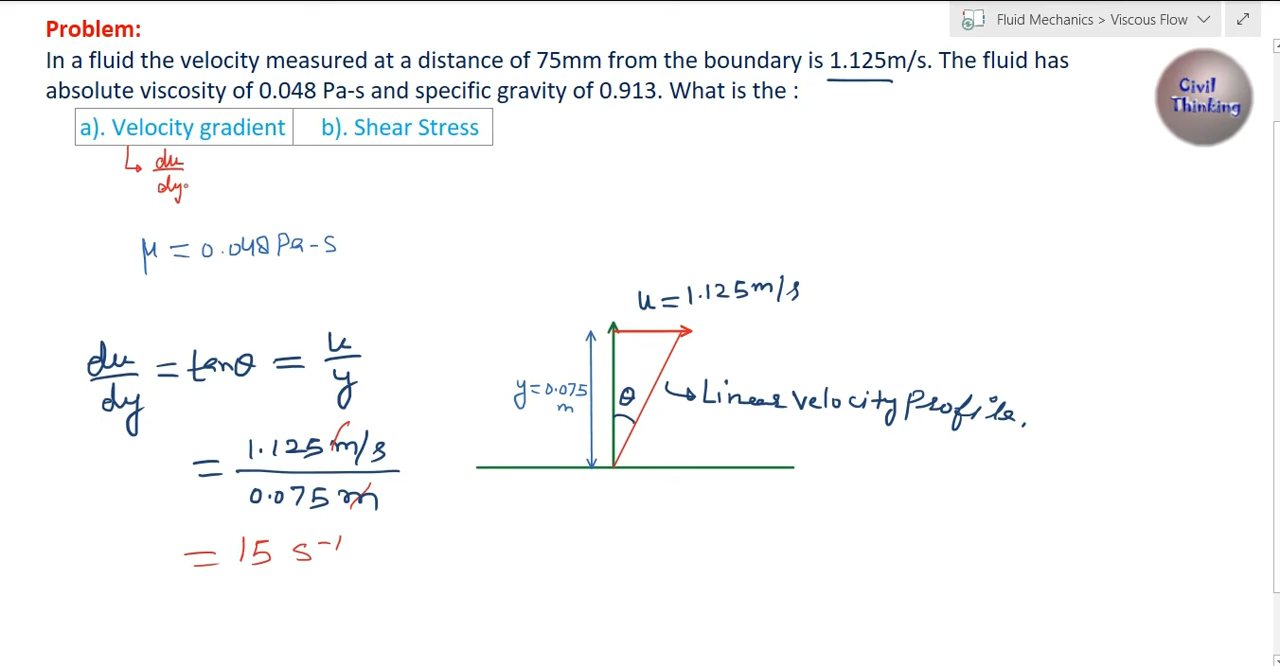 Fluid Mechanics > Viscous Flow
Problem:
In a fluid the velocity measured at a distance of 75mm from the boundary is 1.125m/s. The fluid has
absolute viscosity of 0.048 Pa-s and specific gravity of 0.913. What is the :
Civil
Thinking
a). Velocity gradient b). Shear Stress
↳ du/dy
μ = 0.048 Pa-s
u = 1.125 m/s
du/dy = tanθ = u/y
y = 0.075
m
θ
↳ Linear Velocity Profile.
= 1.125 m/s / 0.075 m
= 15 s⁻¹